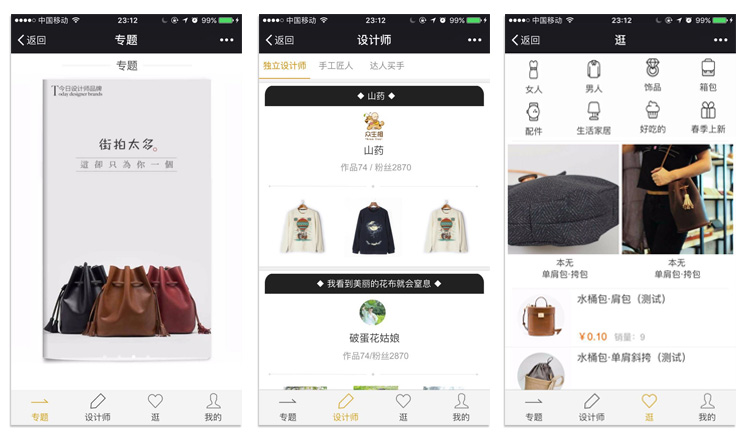 中国移动 23:12 99%
返回 专题
专题
今日设计师品牌
Today designer brands
街拍太多。
這卻只為你一個
专题 设计师 逛 我的
中国移动 23:12 99%
返回 设计师
独立设计师 手工匠人 达人买手
◆ 山药 ◆
众生相
山药
作品74 / 粉丝2870
◆ 我看到美丽的花布就会窒息 ◆
破蛋花姑娘
作品74/粉丝2870
专题 设计师 逛 我的
中国移动 23:12 99%
返回 逛
女人 男人 饰品 箱包
配件 生活家居 好吃的 春季上新
本无 本无
单肩包·挎包 单肩包·挎包
水桶包·肩包（测试）
￥0.10 销量：9
水桶包·单肩斜挎（测试）
专题 设计师 逛 我的